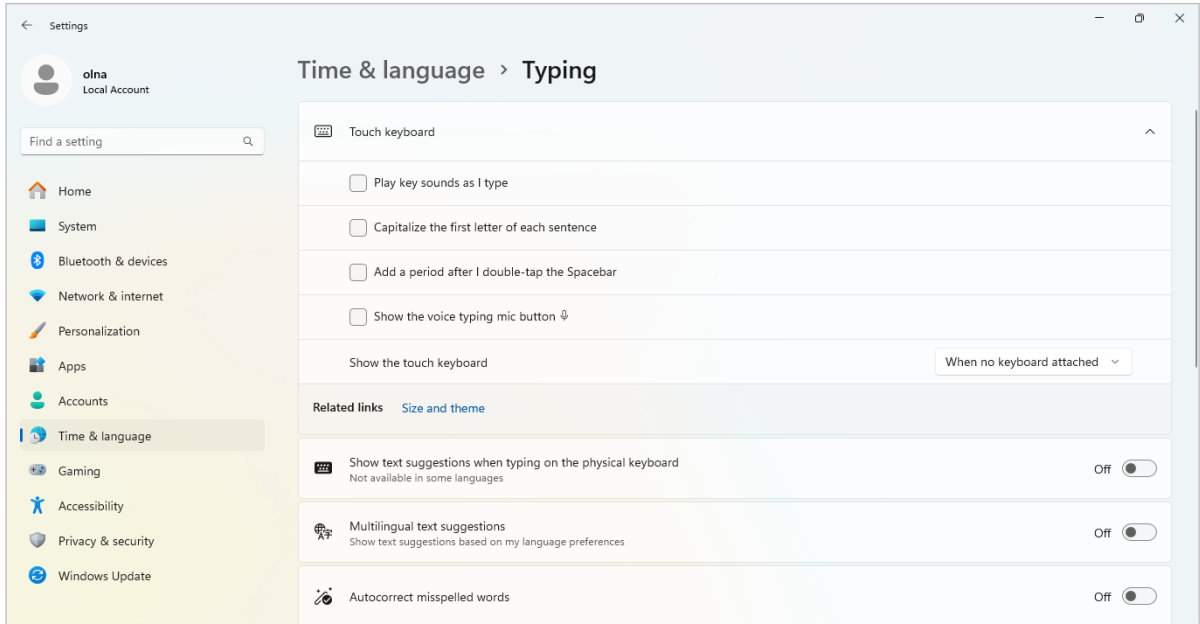 Settings
olna
Local Account
Find a setting
Home
System
Bluetooth & devices
Network & internet
Personalization
Apps
Accounts
Time & language
Gaming
Accessibility
Privacy & security
Windows Update
Time & language > Typing
Touch keyboard
Play key sounds as I type
Capitalize the first letter of each sentence
Add a period after I double-tap the Spacebar
Show the voice typing mic button
Show the touch keyboard When no keyboard attached
Related links Size and theme
Show text suggestions when typing on the physical keyboard
Not available in some languages
Off
Multilingual text suggestions
Show text suggestions based on my language preferences
Off
Autocorrect misspelled words Off